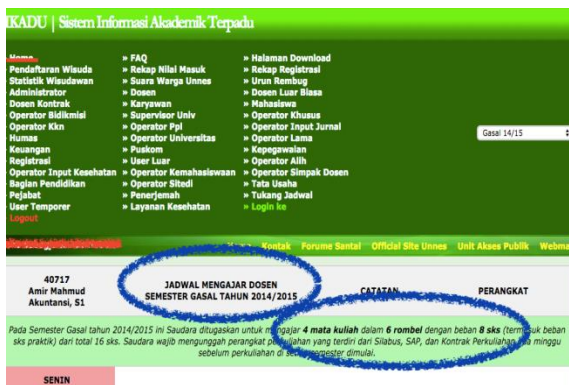 IKADU | Sistem Informasi Akademik Terpadu
Home » FAQ » Halaman Download
Pendaftaran Wisuda » Rekap Nilai Masuk » Rekap Registrasi
Statistik Wisudawan » Suara Warga Unnes » Urun Rembug
Administrator » Dosen » Dosen Luar Biasa
Dosen Kontrak » Karyawan » Mahasiswa
Operator Bidikmisi » Supervisor Univ » Operator Khusus
Operator Kkn » Operator Ppl » Operator Input Jurnal
Humas » Operator Universitas » Operator Lama
Keuangan » Puskom » Kepegawaian
Registrasi » User Luar » Operator Alih
Operator Input Kesehatan » Operator Kemahasiswaan » Operator Simpak Dosen
Bagian Pendidikan » Operator Sitedi » Tata Usaha
Pejabat » Penerjemah » Tukang Jadwal
User Temporer » Layanan Kesehatan » Login ke
Logout
Gasal 14/15
Kontak Forume Santai Official Site Unnes Unit Akses Publik Webma
40717
Amir Mahmud
Akuntansi, S1
JADWAL MENGAJAR DOSEN
SEMESTER GASAL TAHUN 2014/2015
CATATAN
PERANGKAT
Pada Semester Gasal tahun 2014/2015 ini Saudara ditugaskan untuk mengajar 4 mata kuliah dalam 6 rombel dengan beban 8 sks (termasuk beban
sks praktik) dari total 16 sks. Saudara wajib mengunggah perangkat perkuliahan yang terdiri dari Silabus, SAP, dan Kontrak Perkuliahan minggu
sebelum perkuliahan di semester dimulai.
SENIN